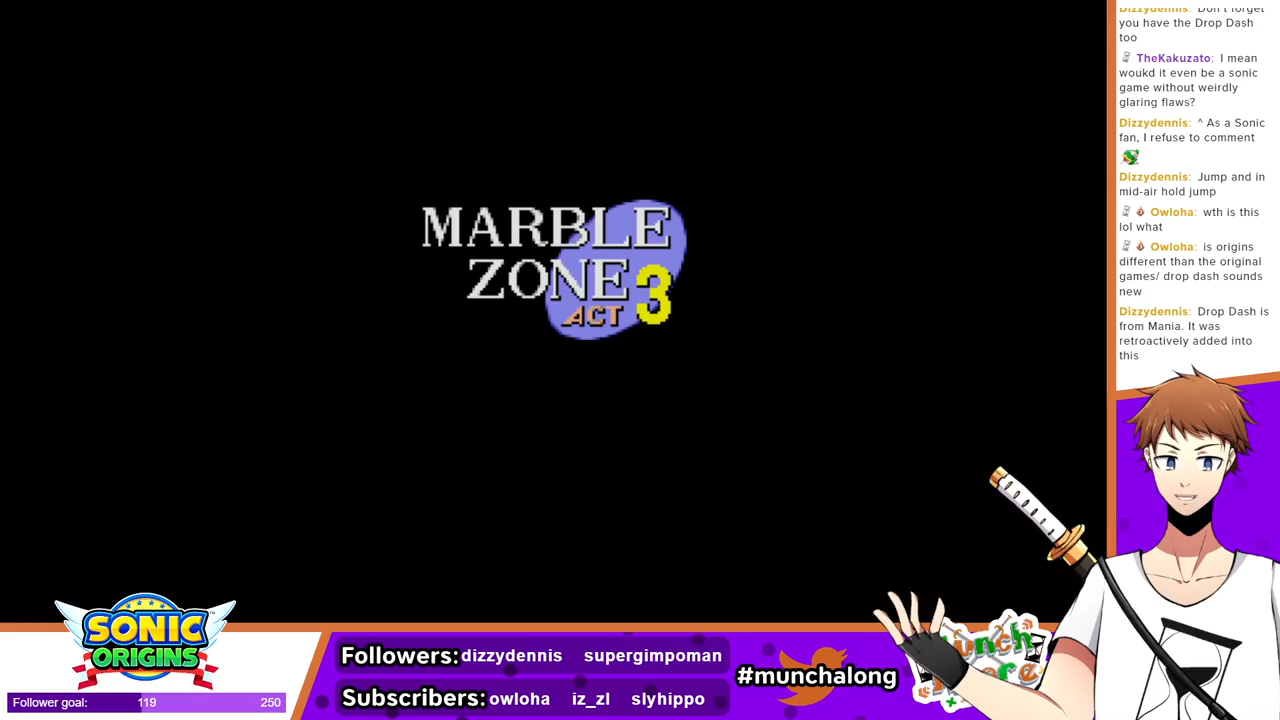 MARBLE
ZONE
ACT 3
Dizzydennis: Don't forget
you have the Drop Dash
too
TheKakuzato: I mean
woukd it even be a sonic
game without weirdly
glaring flaws?
Dizzydennis: ^ As a Sonic
fan, I refuse to comment
Dizzydennis: Jump and in
mid-air hold jump
Owloha: wth is this
lol what
Owloha: is origins
different than the original
games/ drop dash sounds
new
Dizzydennis: Drop Dash is
from Mania. It was
retroactively added into
this
SONIC
ORIGINS
TM
Follower goal: 119 250
Followers: dizzydennis supergimpoman
Subscribers: owloha iz_zl slyhippo
#munchalong